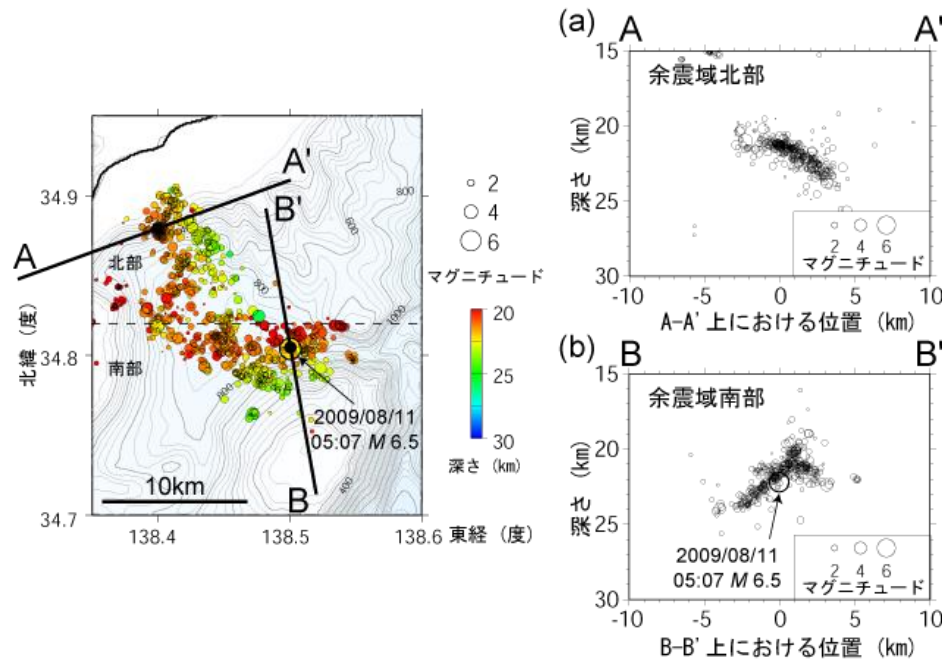 A
A'
B'
B
34.9
34.8
34.7
北緯（度）
北部
南部
800
600
800
1000
800
400
2009/08/11
05:07 M 6.5
10km
138.4
138.5
138.6
東経（度）
2
4
6
マグニチュード
20
25
30
深さ（km）
(a)
A
A'
15
20
25
30
深さ（km）
余震域北部
2 4 6
マグニチュード
-10 -5 0 5 10
A-A' 上における位置（km）
(b)
B
B'
15
20
25
30
深さ（km）
余震域南部
2009/08/11
05:07 M 6.5
2 4 6
マグニチュード
-10 -5 0 5 10
B-B' 上における位置（km）